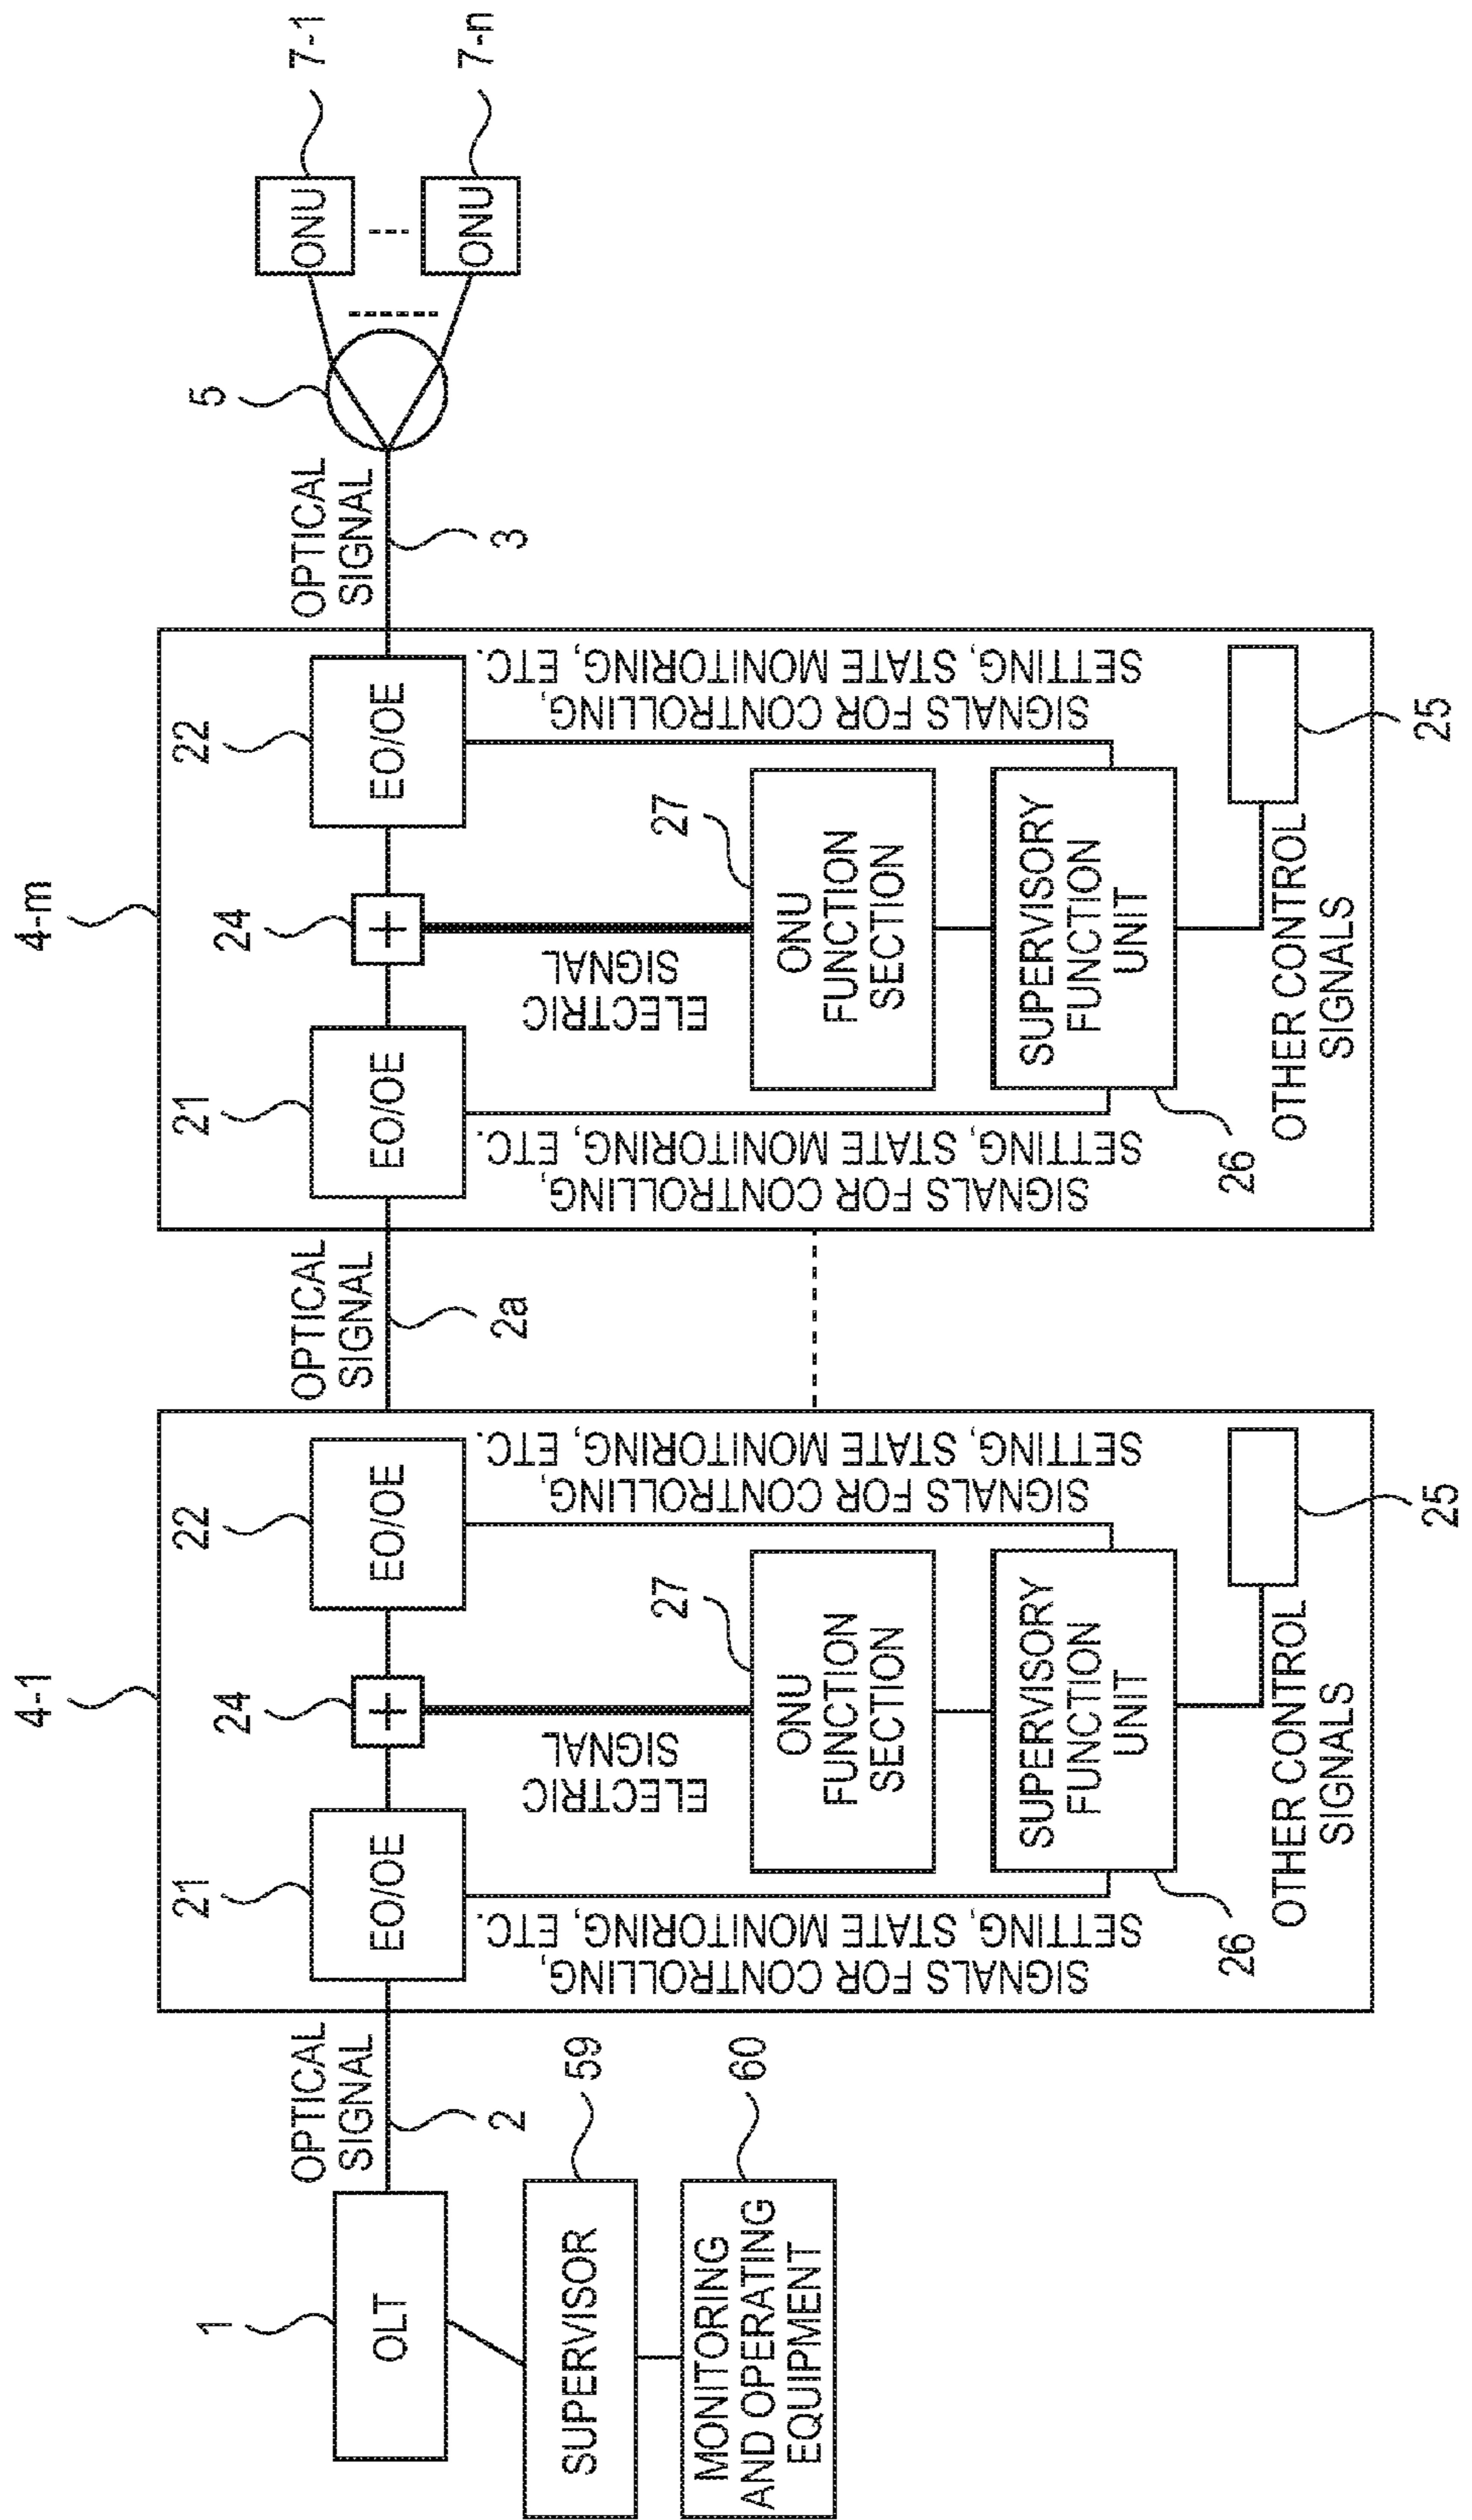 4-1
4-m
1
OLT
OPTICAL
SIGNAL
2
SUPERVISOR
59
MONITORING
AND OPERATING
EQUIPMENT
60
21
EO/OE
24
+
22
EO/OE
ELECTRIC
SIGNAL
27
ONU
FUNCTION
SECTION
SUPERVISORY
FUNCTION
UNIT
26
SIGNALS FOR CONTROLLING,
SETTING, STATE MONITORING, ETC.
SIGNALS FOR CONTROLLING,
SETTING, STATE MONITORING, ETC.
OTHER CONTROL
SIGNALS
25
OPTICAL
SIGNAL
2a
21
EO/OE
24
+
22
EO/OE
ELECTRIC
SIGNAL
27
ONU
FUNCTION
SECTION
SUPERVISORY
FUNCTION
UNIT
26
SIGNALS FOR CONTROLLING,
SETTING, STATE MONITORING, ETC.
SIGNALS FOR CONTROLLING,
SETTING, STATE MONITORING, ETC.
OTHER CONTROL
SIGNALS
25
OPTICAL
SIGNAL
3
5
ONU
7-1
ONU
7-n